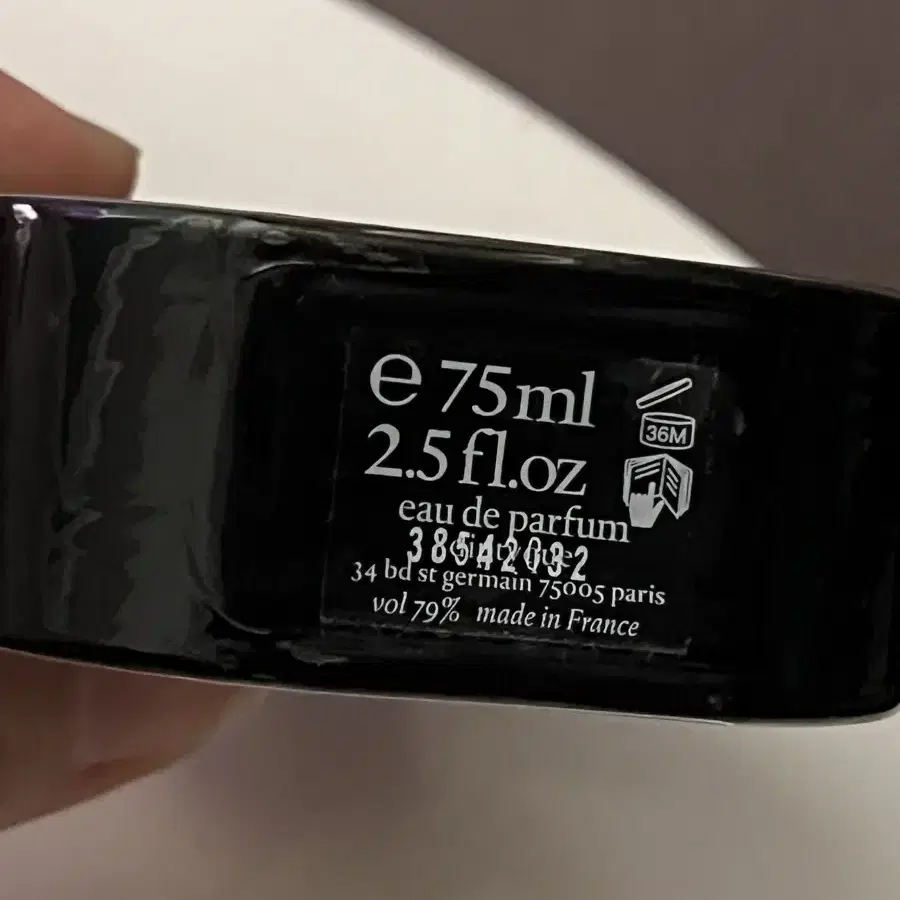 e 75ml
36M
2.5 fl.oz
eau de parfum
38542032
34 bd st germain 75005 paris
vol 79% made in France